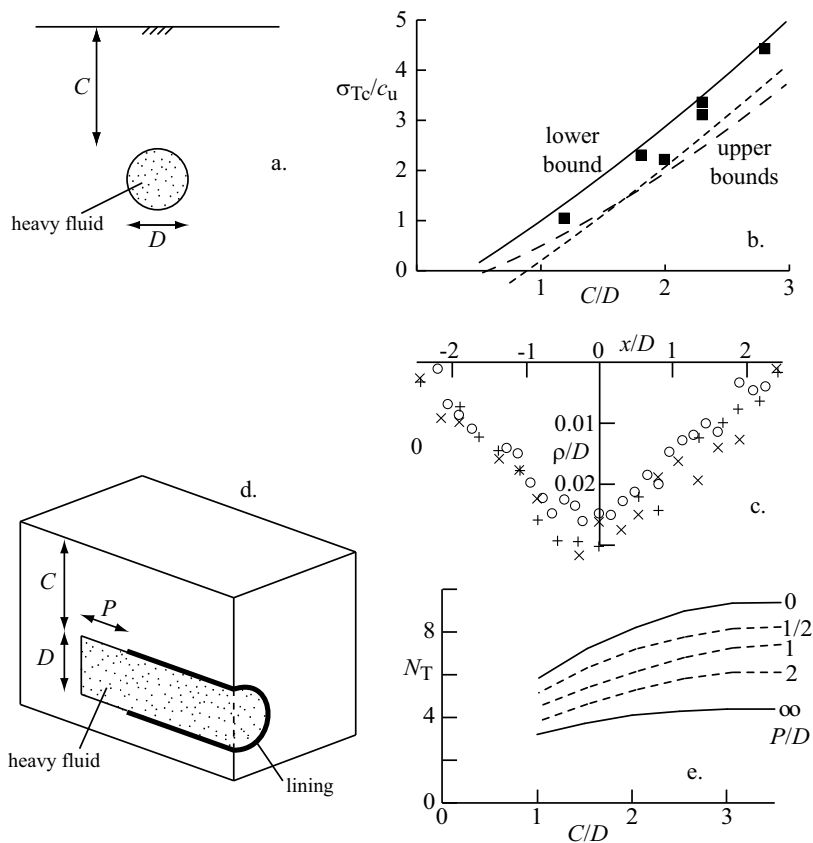 C
a.
heavy fluid
D
5
4
σTc/cu
3
2
1
0
lower
bound
upper
bounds
b.
1
2
3
C/D
-2
-1
0
x/D
1
2
0.01
0
ρ/D
0.02
c.
d.
C
P
D
heavy fluid
lining
8
NT
4
0
0
1/2
1
2
∞
P/D
e.
0
1
2
3
C/D